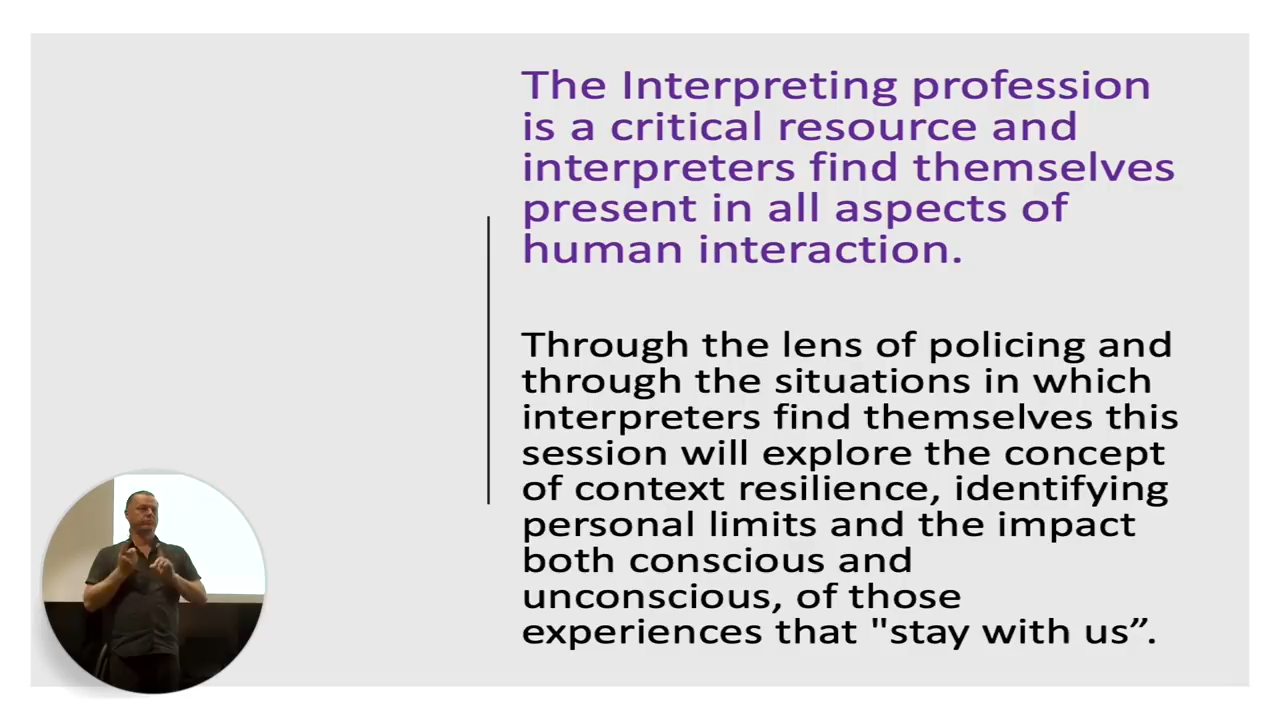 The Interpreting profession
is a critical resource and
interpreters find themselves
present in all aspects of
human interaction.
Through the lens of policing and
through the situations in which
interpreters find themselves this
session will explore the concept
of context resilience, identifying
personal limits and the impact
both conscious and
unconscious, of those
experiences that "stay with us”.